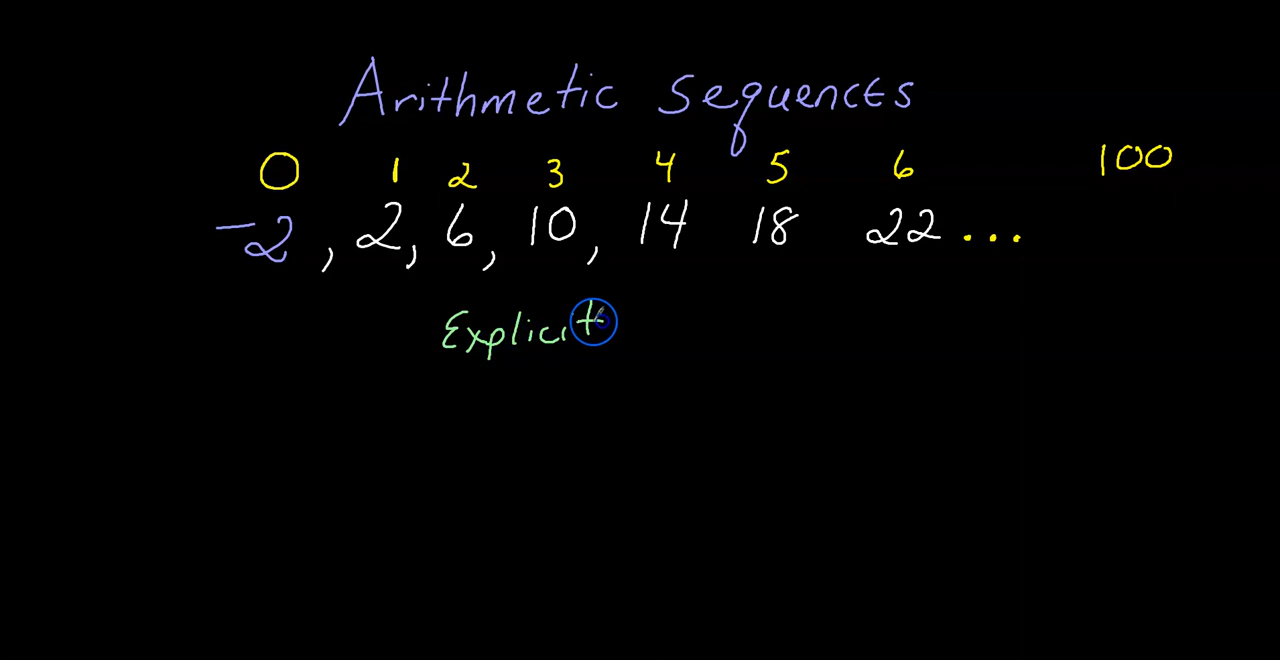 Arithmetic Sequences
0 1 2 3 4 5 6 100
-2, 2, 6, 10, 14 18 22 ...
Explicit